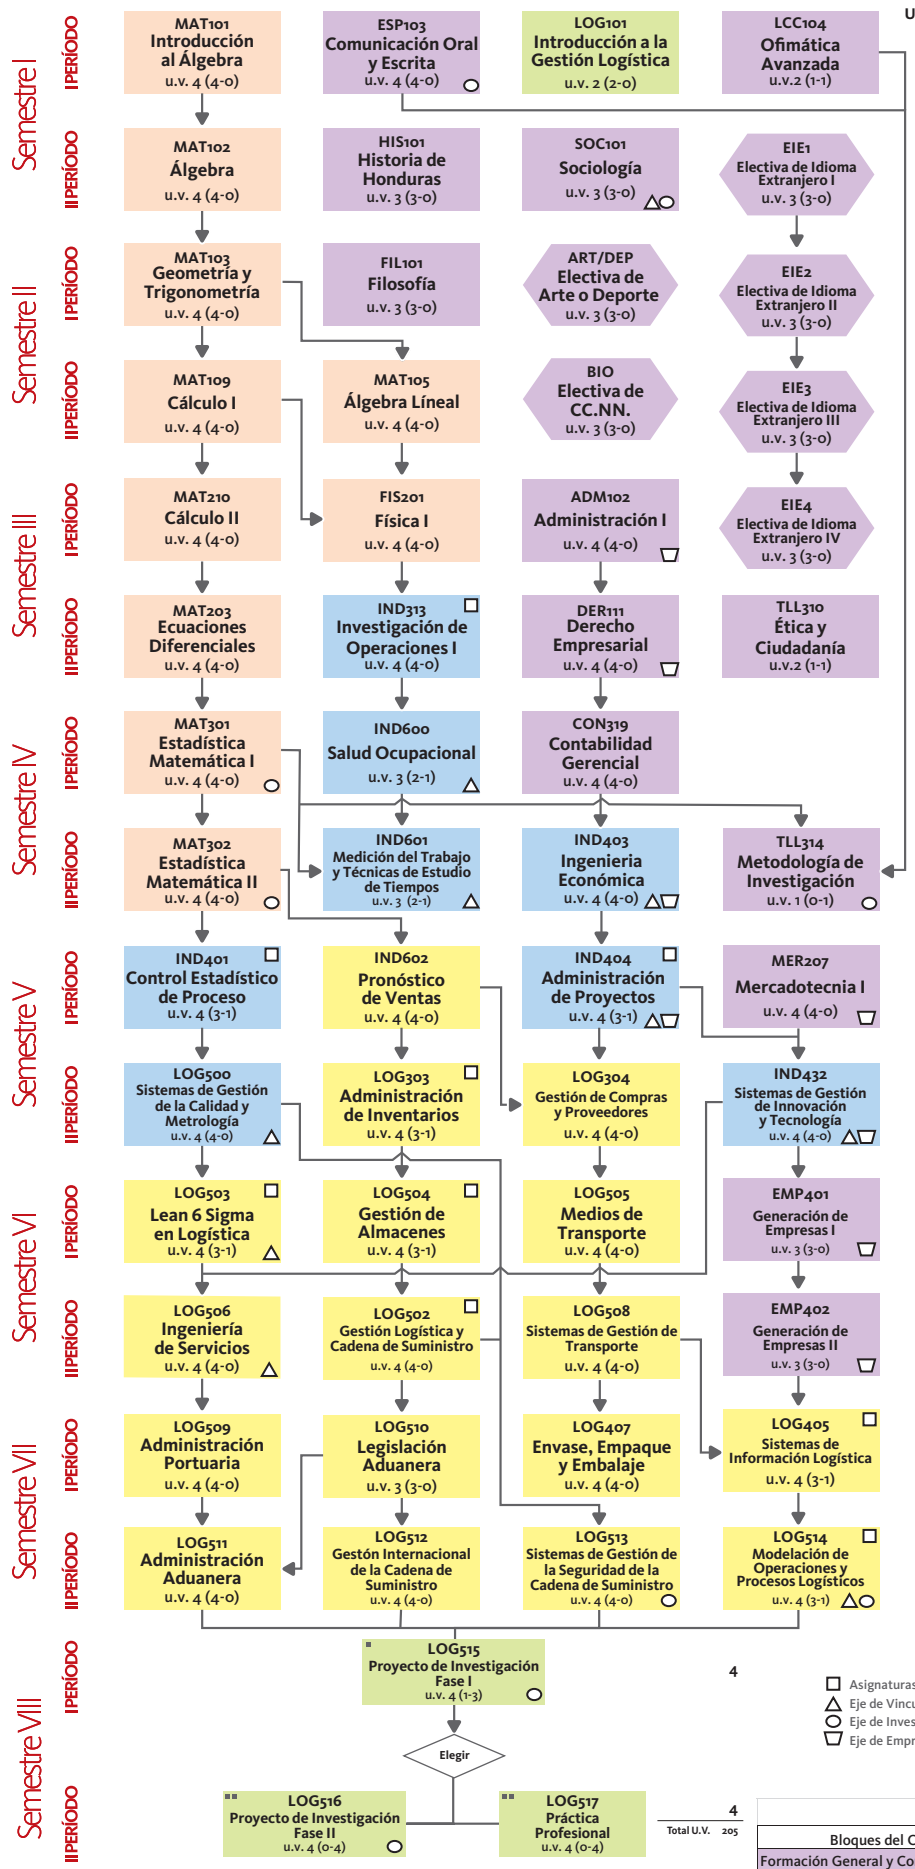 U
Semestre I
I PERÍODO
MAT101
Introducción
al Álgebra
u.v. 4 (4-0)
ESP103
Comunicación Oral
y Escrita
u.v. 4 (4-0)
LOG101
Introducción a la
Gestión Logística
u.v. 2 (2-0)
LCC104
Ofimática
Avanzada
u.v.2 (1-1)
II PERÍODO
MAT102
Álgebra
u.v. 4 (4-0)
HIS101
Historia de
Honduras
u.v. 3 (3-0)
SOC101
Sociología
u.v. 3 (3-0)
EIE1
Electiva de Idioma
Extranjero I
u.v. 3 (3-0)
Semestre II
I PERÍODO
MAT103
Geometría y
Trigonometría
u.v. 4 (4-0)
FIL101
Filosofía
u.v. 3 (3-0)
ART/DEP
Electiva de
Arte o Deporte
u.v. 3 (3-0)
EIE2
Electiva de Idioma
Extranjero II
u.v. 3 (3-0)
II PERÍODO
MAT109
Cálculo I
u.v. 4 (4-0)
MAT105
Álgebra Líneal
u.v. 4 (4-0)
BIO
Electiva de
CC.NN.
u.v. 3 (3-0)
EIE3
Electiva de Idioma
Extranjero III
u.v. 3 (3-0)
Semestre III
I PERÍODO
MAT210
Cálculo II
u.v. 4 (4-0)
FIS201
Física I
u.v. 4 (4-0)
ADM102
Administración I
u.v. 4 (4-0)
EIE4
Electiva de Idioma
Extranjero IV
u.v. 3 (3-0)
II PERÍODO
MAT203
Ecuaciones
Diferenciales
u.v. 4 (4-0)
IND313
Investigación de
Operaciones I
u.v. 4 (4-0)
DER111
Derecho
Empresarial
u.v. 4 (4-0)
TLL310
Ética y
Ciudadanía
u.v.2 (1-1)
Semestre IV
I PERÍODO
MAT301
Estadística
Matemática I
u.v. 4 (4-0)
IND600
Salud Ocupacional
u.v. 3 (2-1)
CON319
Contabilidad
Gerencial
u.v. 4 (4-0)
II PERÍODO
MAT302
Estadística
Matemática II
u.v. 4 (4-0)
IND601
Medición del Trabajo
y Técnicas de Estudio
de Tiempos
u.v. 3 (2-1)
IND403
Ingenieria
Económica
u.v. 4 (4-0)
TLL314
Metodología de
Investigación
u.v. 1 (0-1)
Semestre V
I PERÍODO
IND401
Control Estadístico
de Proceso
u.v. 4 (3-1)
IND602
Pronóstico
de Ventas
u.v. 4 (4-0)
IND404
Administración
de Proyectos
u.v. 4 (3-1)
MER207
Mercadotecnia I
u.v. 4 (4-0)
II PERÍODO
LOG500
Sistemas de Gestión
de la Calidad y
Metrología
u.v. 4 (4-0)
LOG303
Administración
de Inventarios
u.v. 4 (3-1)
LOG304
Gestión de Compras
y Proveedores
u.v. 4 (4-0)
IND432
Sistemas de Gestión
de Innovación
y Tecnología
u.v. 4 (4-0)
Semestre VI
I PERÍODO
LOG503
Lean 6 Sigma
en Logística
u.v. 4 (3-1)
LOG504
Gestión de
Almacenes
u.v. 4 (3-1)
LOG505
Medios de
Transporte
u.v. 4 (4-0)
EMP401
Generación de
Empresas I
u.v. 3 (3-0)
II PERÍODO
LOG506
Ingeniería
de Servicios
u.v. 4 (4-0)
LOG502
Gestión Logística y
Cadena de Suministro
u.v. 4 (4-0)
LOG508
Sistemas de Gestión de
Transporte
u.v. 4 (4-0)
EMP402
Generación de
Empresas II
u.v. 3 (3-0)
Semestre VII
I PERÍODO
LOG509
Administración
Portuaria
u.v. 4 (4-0)
LOG510
Legislación
Aduanera
u.v. 3 (3-0)
LOG407
Envase, Empaque
y Embalaje
u.v. 4 (4-0)
LOG405
Sistemas de
Información Logística
u.v. 4 (3-1)
II PERÍODO
LOG511
Administración
Aduanera
u.v. 4 (4-0)
LOG512
Gestón Internacional
de la Cadena de
Suministro
u.v. 4 (4-0)
LOG513
Sistemas de Gestión de
la Seguridad de la
Cadena de Suministro
u.v. 4 (4-0)
LOG514
Modelación de
Operaciones y
Procesos Logísticos
u.v. 4 (3-1)
Semestre VIII
I PERÍODO
LOG515
Proyecto de Investigación
Fase I
u.v. 4 (1-3)
4
Asignaturas
Eje de Vincu
Eje de Inves
Eje de Empr
Elegir
II PERÍODO
LOG516
Proyecto de Investigación
Fase II
u.v. 4 (0-4)
LOG517
Práctica
Profesional
u.v. 4 (0-4)
4
Total U.V. 205
Bloques del C
Formación General y Co